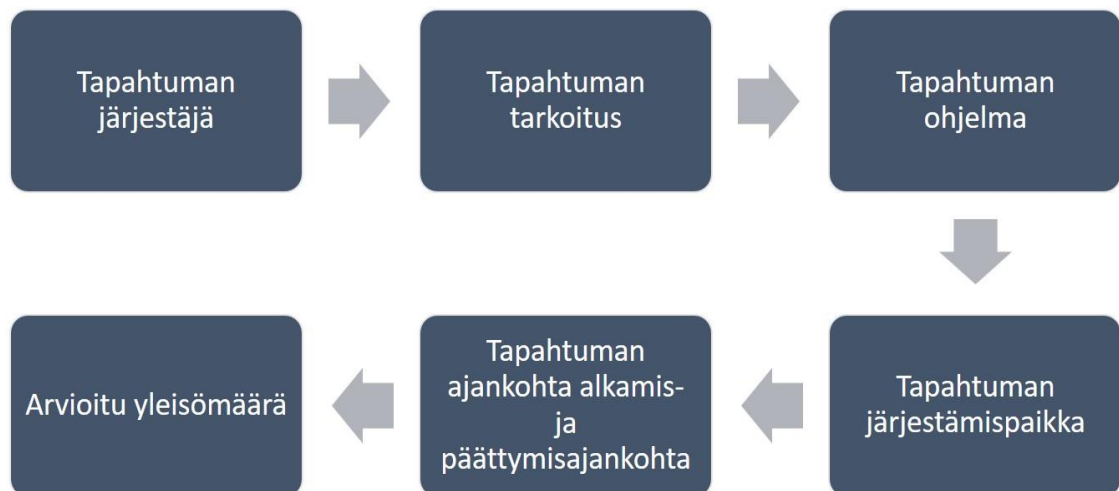 Tapahtuman
järjestäjä
Tapahtuman
tarkoitus
Tapahtuman
ohjelma
Tapahtuman
järjestämispaikka
Tapahtuman
ajankohta alkamis-
ja
päättymisajankohta
Arvioitu yleisömäärä